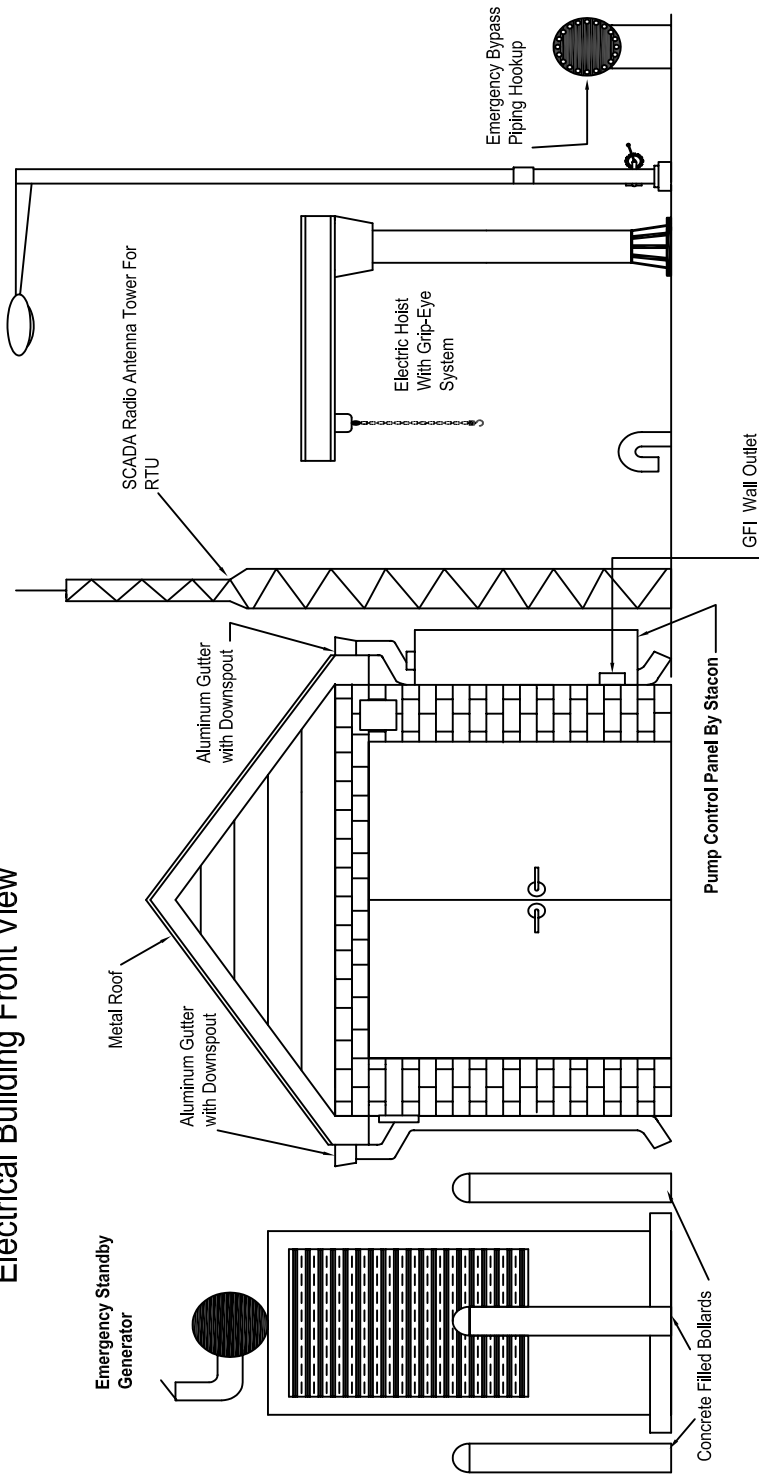 Electrical Building Front View
Emergency Standby
Generator
Metal Roof
Aluminum Gutter
with Downspout
Aluminum Gutter
with Downspout
SCADA Radio Antenna Tower For
RTU
Electric Hoist
With Grip-Eye
System
Emergency Bypass
Piping Hookup
Concrete Filled Bollards
Pump Control Panel By Stacon
GFI Wall Outlet